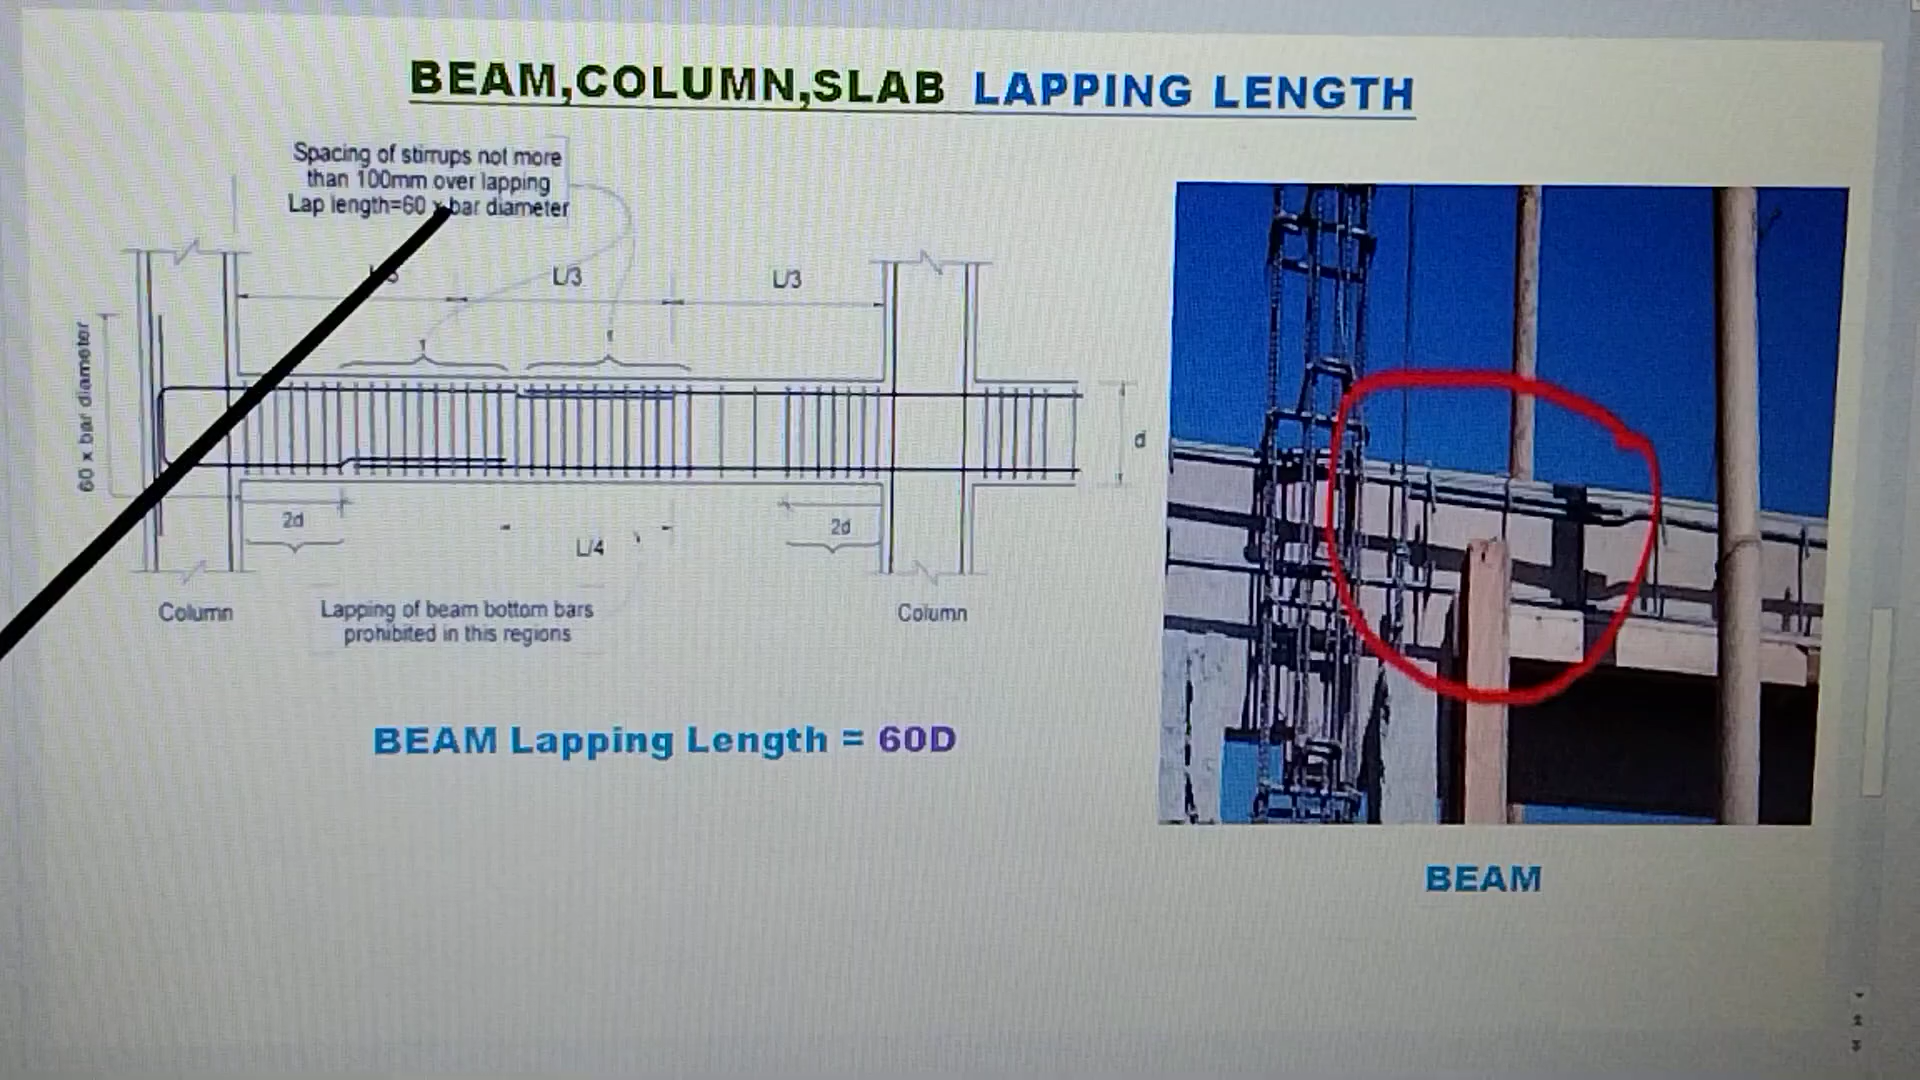 BEAM,COLUMN,SLAB LAPPING LENGTH
Spacing of stirrups not more
than 100mm over lapping
Lap length=60 x bar diameter
L/3
L/3
60 x bar diameter
d
2d
L/4
2d
Column
Lapping of beam bottom bars
prohibited in this regions
Column
BEAM Lapping Length = 60D
BEAM